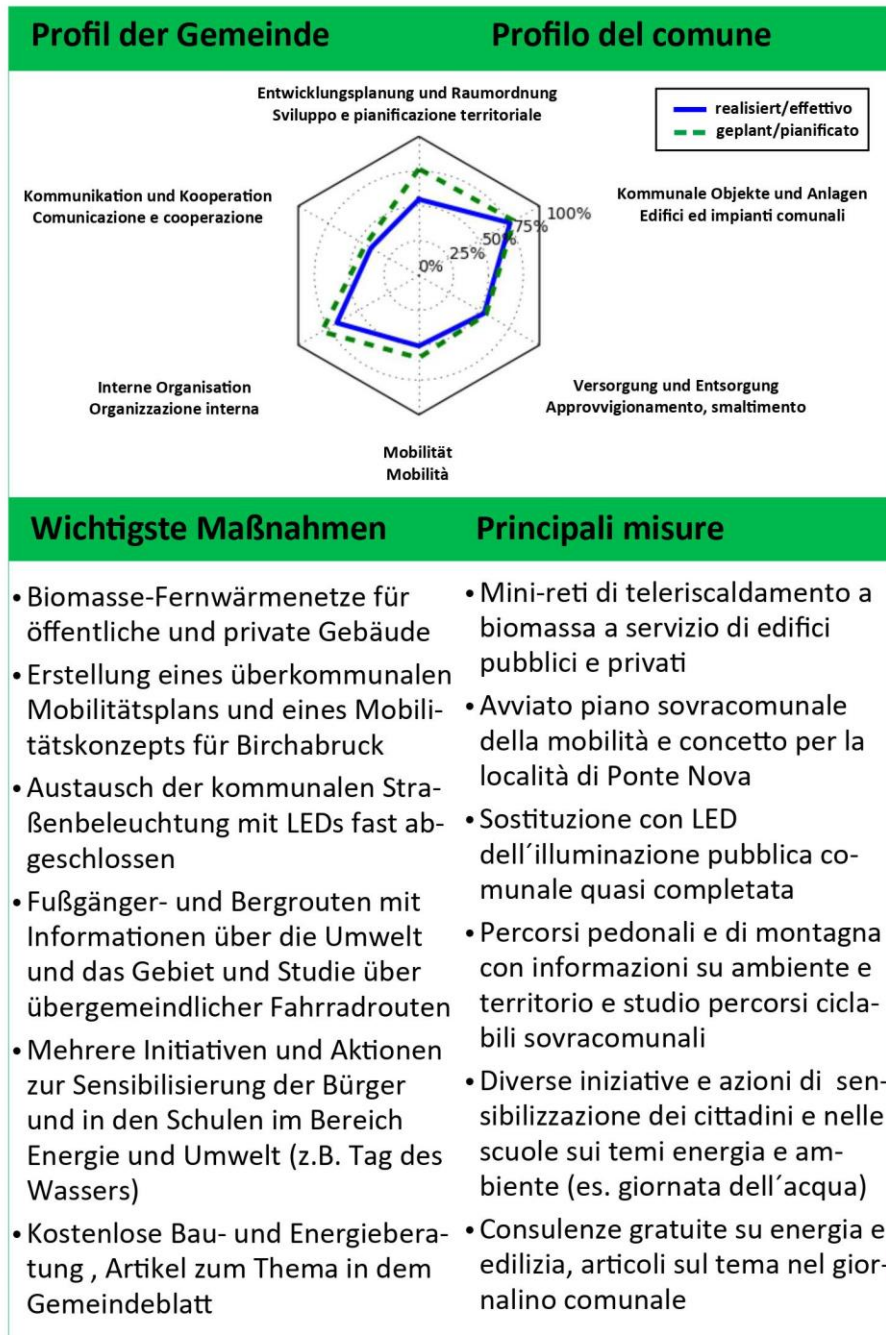 Profil der Gemeinde
Profilo del comune
Entwicklungsplanung und Raumordnung
Sviluppo e pianificazione territoriale
realisiert/effettivo
geplant/pianificato
Kommunikation und Kooperation
Comunicazione e cooperazione
Kommunale Objekte und Anlagen
Edifici ed impianti comunali
100%
75%
50%
25%
0%
Interne Organisation
Organizzazione interna
Versorgung und Entsorgung
Approvvigionamento, smaltimento
Mobilität
Mobilità
Wichtigste Maßnahmen
• Biomasse-Fernwärmenetze für
öffentliche und private Gebäude
• Erstellung eines überkommunalen
Mobilitätsplans und eines Mobili-
tätskonzepts für Birchabruck
• Austausch der kommunalen Stra-
ßenbeleuchtung mit LEDs fast ab-
geschlossen
• Fußgänger- und Bergrouten mit
Informationen über die Umwelt
und das Gebiet und Studie über
übergemeindlicher Fahrradrouten
• Mehrere Initiativen und Aktionen
zur Sensibilisierung der Bürger
und in den Schulen im Bereich
Energie und Umwelt (z.B. Tag des
Wassers)
• Kostenlose Bau- und Energiebera-
tung , Artikel zum Thema in dem
Gemeindeblatt
Principali misure
• Mini-reti di teleriscaldamento a
biomassa a servizio di edifici
pubblici e privati
• Avviato piano sovracomunale
della mobilità e concetto per la
località di Ponte Nova
• Sostituzione con LED
dell´illuminazione pubblica co-
munale quasi completata
• Percorsi pedonali e di montagna
con informazioni su ambiente e
territorio e studio percorsi cicla-
bili sovracomunali
• Diverse iniziative e azioni di sen-
sibilizzazione dei cittadini e nelle
scuole sui temi energia e am-
biente (es. giornata dell´acqua)
• Consulenze gratuite su energia e
edilizia, articoli sul tema nel gior-
nalino comunale